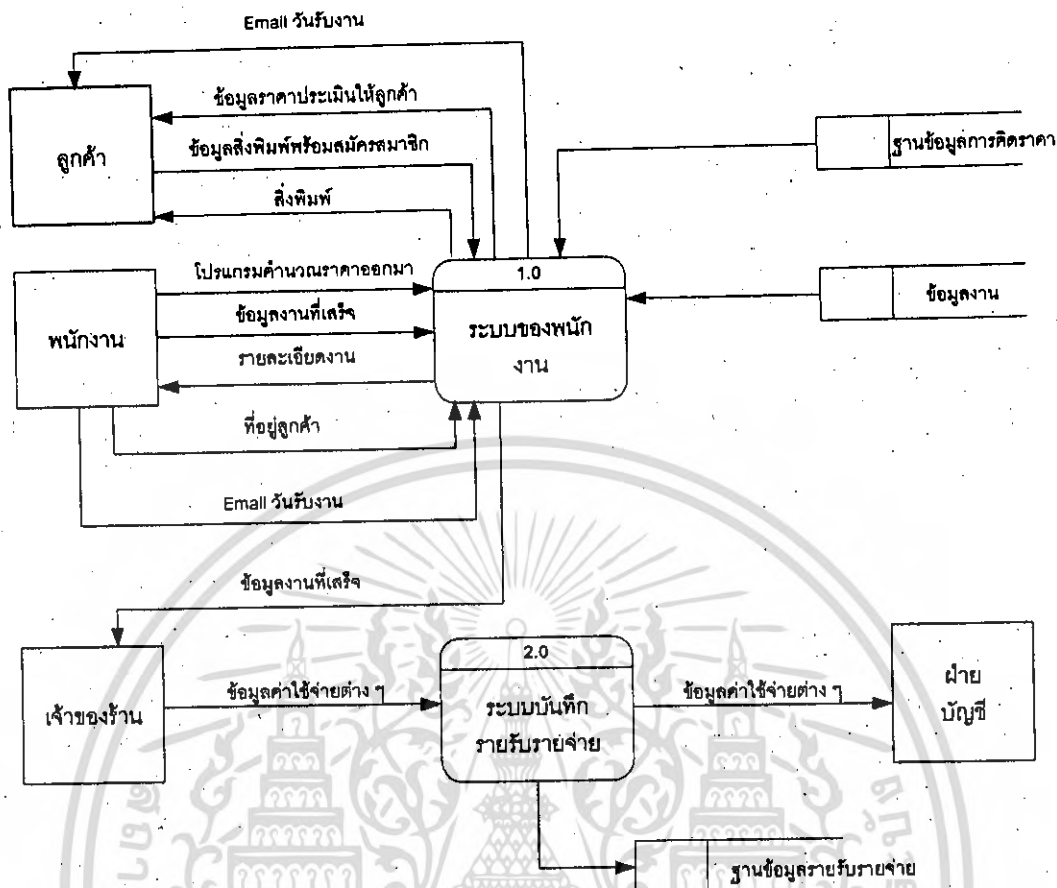 Email วันรับงาน
ข้อมูลราคาประเมินให้ลูกค้า
ลูกค้า
ข้อมูลสิ่งพิมพ์พร้อมสมัครสมาชิก
สิ่งพิมพ์
ฐานข้อมูลการคิดราคา
โปรแกรมคำนวณราคาออกมา
1.0
ข้อมูลงาน
พนักงาน
ข้อมูลงานที่เสร็จ
ระบบของพนัก
งาน
รายละเอียดงาน
ที่อยู่ลูกค้า
Email วันรับงาน
ข้อมูลงานที่เสร็จ
2.0
เจ้าของร้าน
ข้อมูลค่าใช้จ่ายต่าง ๆ
ระบบบันทึก
รายรับรายจ่าย
ข้อมูลค่าใช้จ่ายต่าง ๆ
ฝ่าย
บัญชี
ฐานข้อมูลรายรับรายจ่าย